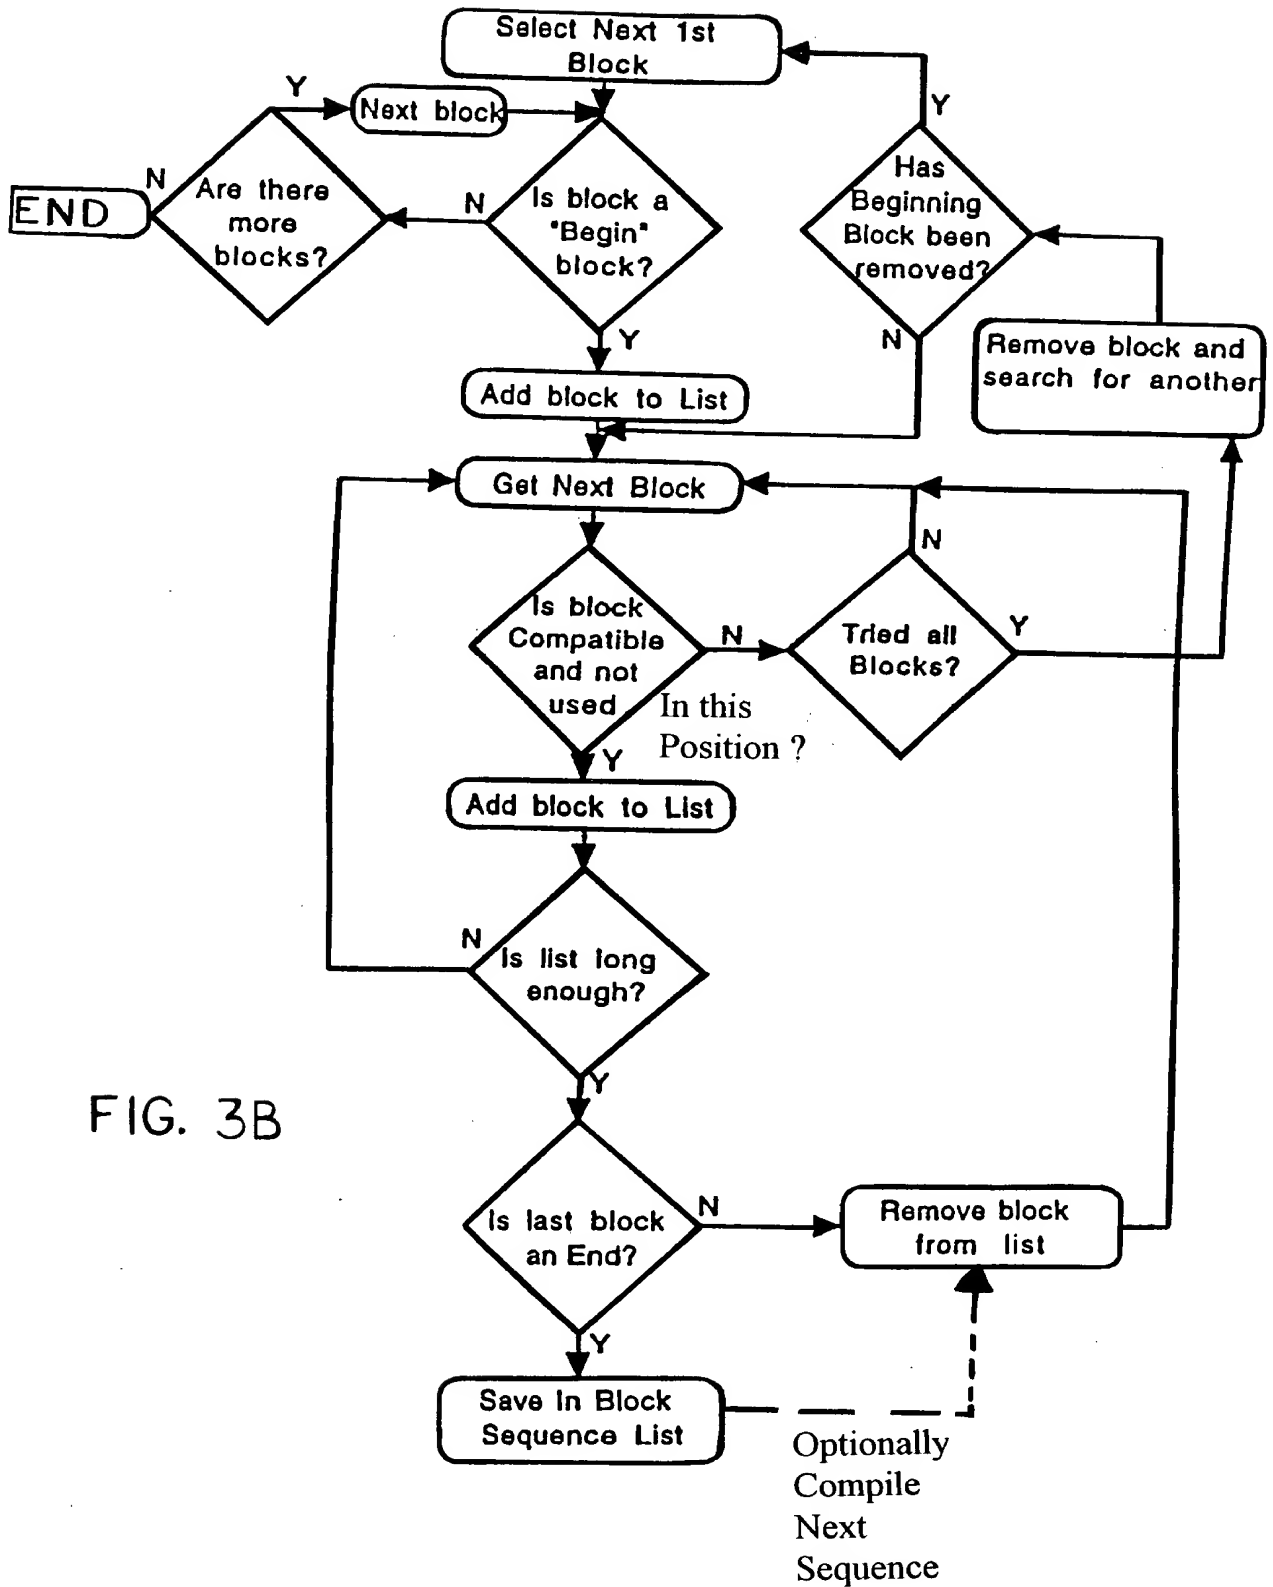 Select Next 1st
Block
Y
Next block
Y
N
Are there
more
blocks?
END
N
Is block a
"Begin"
block?
Has
Beginning
Block been
removed?
Y
N
Remove block and
search for another
Add block to List
Get Next Block
N
Is block
Compatible
and not
used
In this
Position ?
N
Tried all
Blocks?
Y
Y
Add block to List
N
Is list long
enough?
Y
FIG. 3B
Is last block
an End?
N
Remove block
from list
Y
Save In Block
Sequence List
Optionally
Compile
Next
Sequence